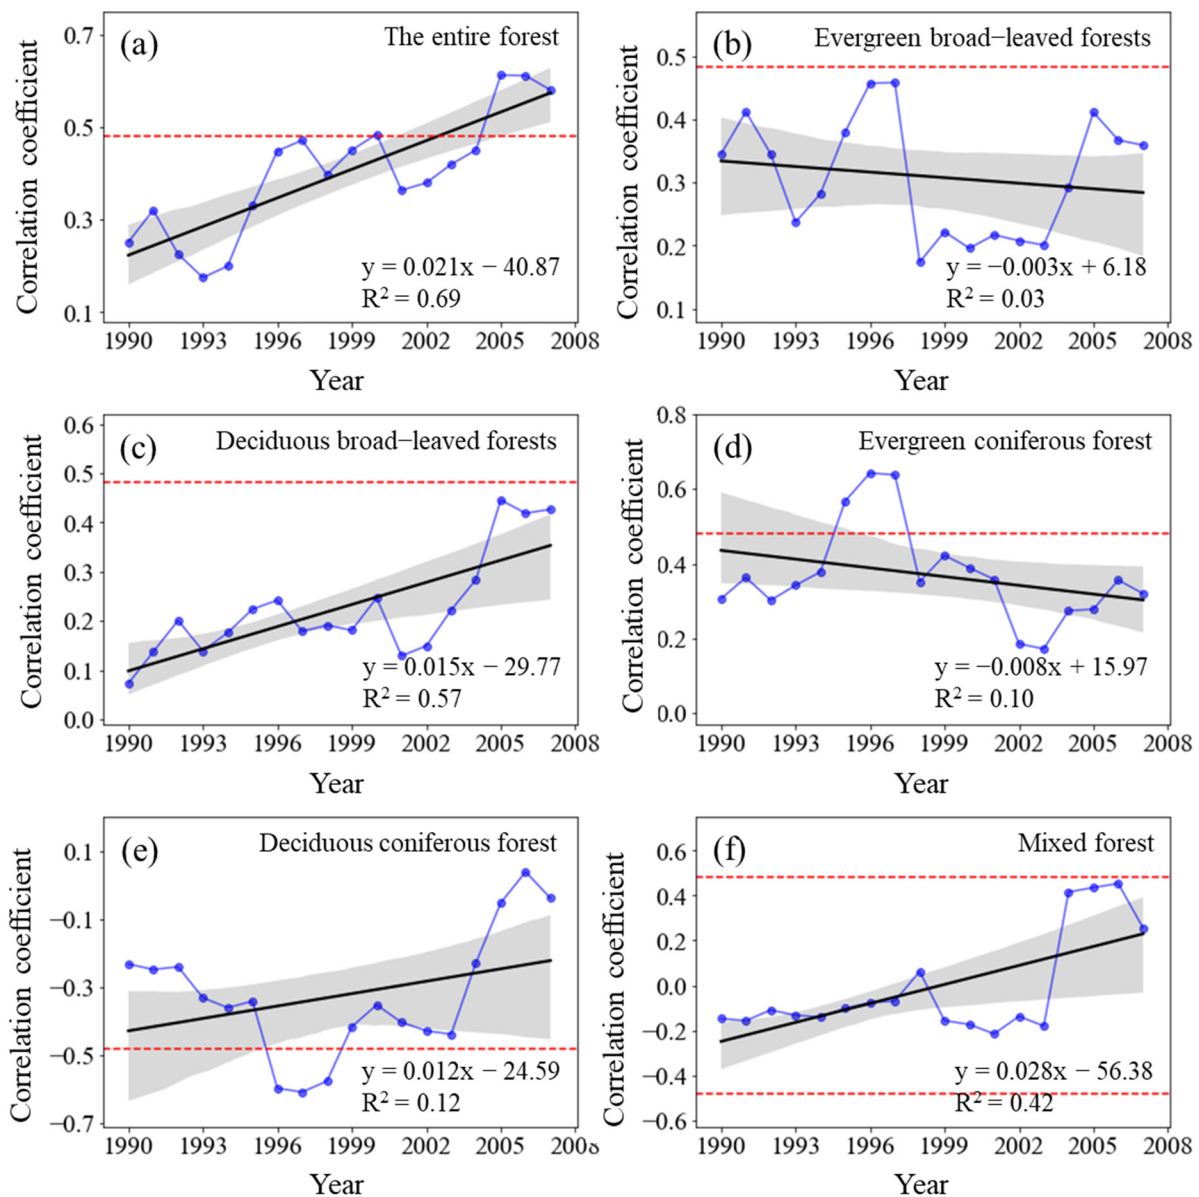 (a) The entire forest
0.7
0.5
0.3
0.1
Correlation coefficient
y = 0.021x − 40.87
R² = 0.69
1990 1993 1996 1999 2002 2005 2008
Year
(b) Evergreen broad−leaved forests
0.5
0.4
0.3
0.2
0.1
Correlation coefficient
y = −0.003x + 6.18
R² = 0.03
1990 1993 1996 1999 2002 2005 2008
Year
(c) Deciduous broad−leaved forests
0.6
0.5
0.4
0.3
0.2
0.1
0.0
Correlation coefficient
y = 0.015x − 29.77
R² = 0.57
1990 1993 1996 1999 2002 2005 2008
Year
(d) Evergreen coniferous forest
0.8
0.6
0.4
0.2
0.0
Correlation coefficient
y = −0.008x + 15.97
R² = 0.10
1990 1993 1996 1999 2002 2005 2008
Year
(e) Deciduous coniferous forest
0.1
−0.1
−0.3
−0.5
−0.7
Correlation coefficient
y = 0.012x − 24.59
R² = 0.12
1990 1993 1996 1999 2002 2005 2008
Year
(f) Mixed forest
0.6
0.4
0.2
0.0
−0.2
−0.4
−0.6
Correlation coefficient
y = 0.028x − 56.38
R² = 0.42
1990 1993 1996 1999 2002 2005 2008
Year